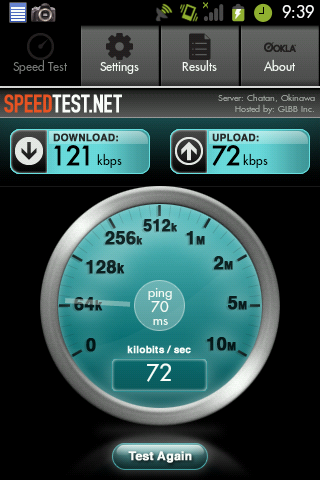 9:39
Speed Test
Settings
Results
OOKLA
About
SPEEDTEST.NET
Server: Chatan, Okinawa
Hosted by: GLBB Inc.
DOWNLOAD:
121 kbps
UPLOAD:
72 kbps
512k
256k
1M
128k
2M
64k
5M
0
10M
ping
70
ms
kilobits / sec
72
Test Again